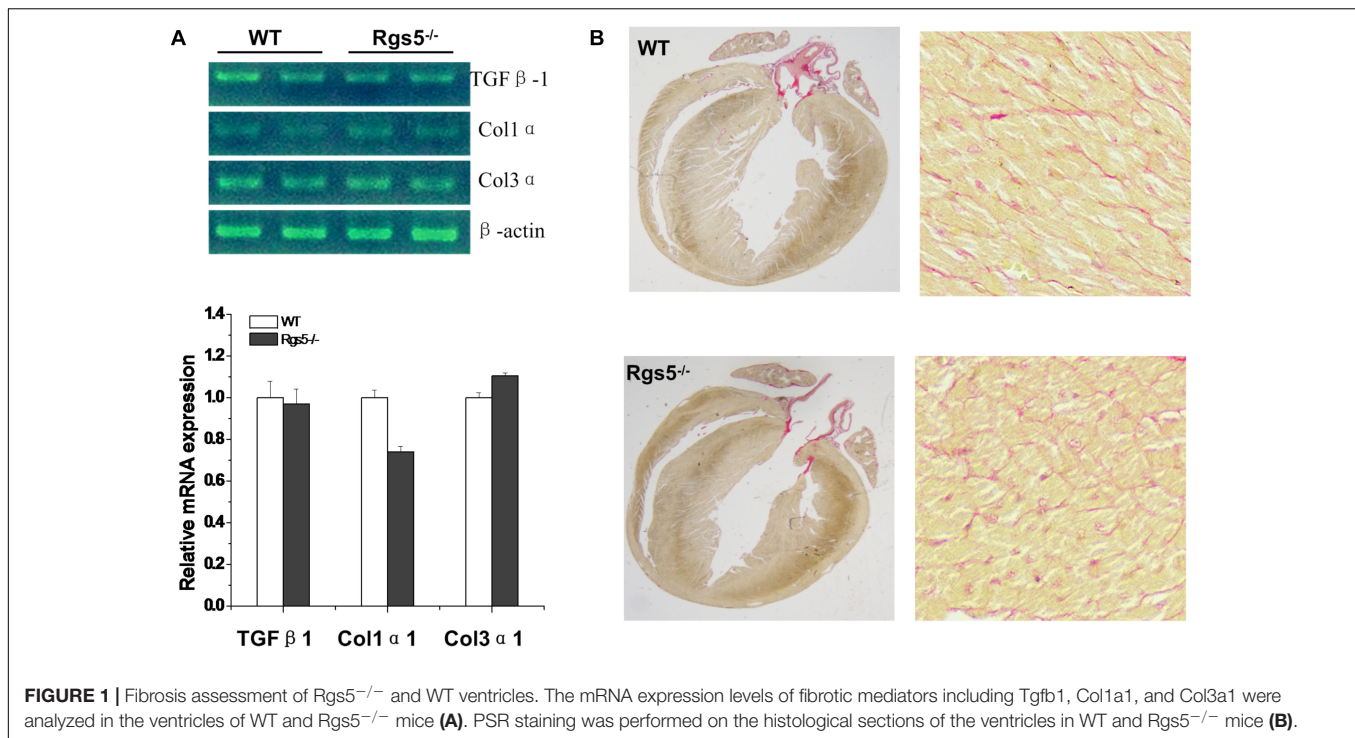 A
WT Rgs5-/-
TGF β -1
Col1 α
Col3 α
β -actin
1.4
1.2
1.0
0.8
0.6
0.4
0.2
0.0
Relative mRNA expression
WT
Rgs5-/-
TGF β 1 Col1 α 1 Col3 α 1
B
WT
Rgs5-/-
FIGURE 1 | Fibrosis assessment of Rgs5−/− and WT ventricles. The mRNA expression levels of fibrotic mediators including Tgfb1, Col1a1, and Col3a1 were
analyzed in the ventricles of WT and Rgs5−/− mice (A). PSR staining was performed on the histological sections of the ventricles in WT and Rgs5−/− mice (B).